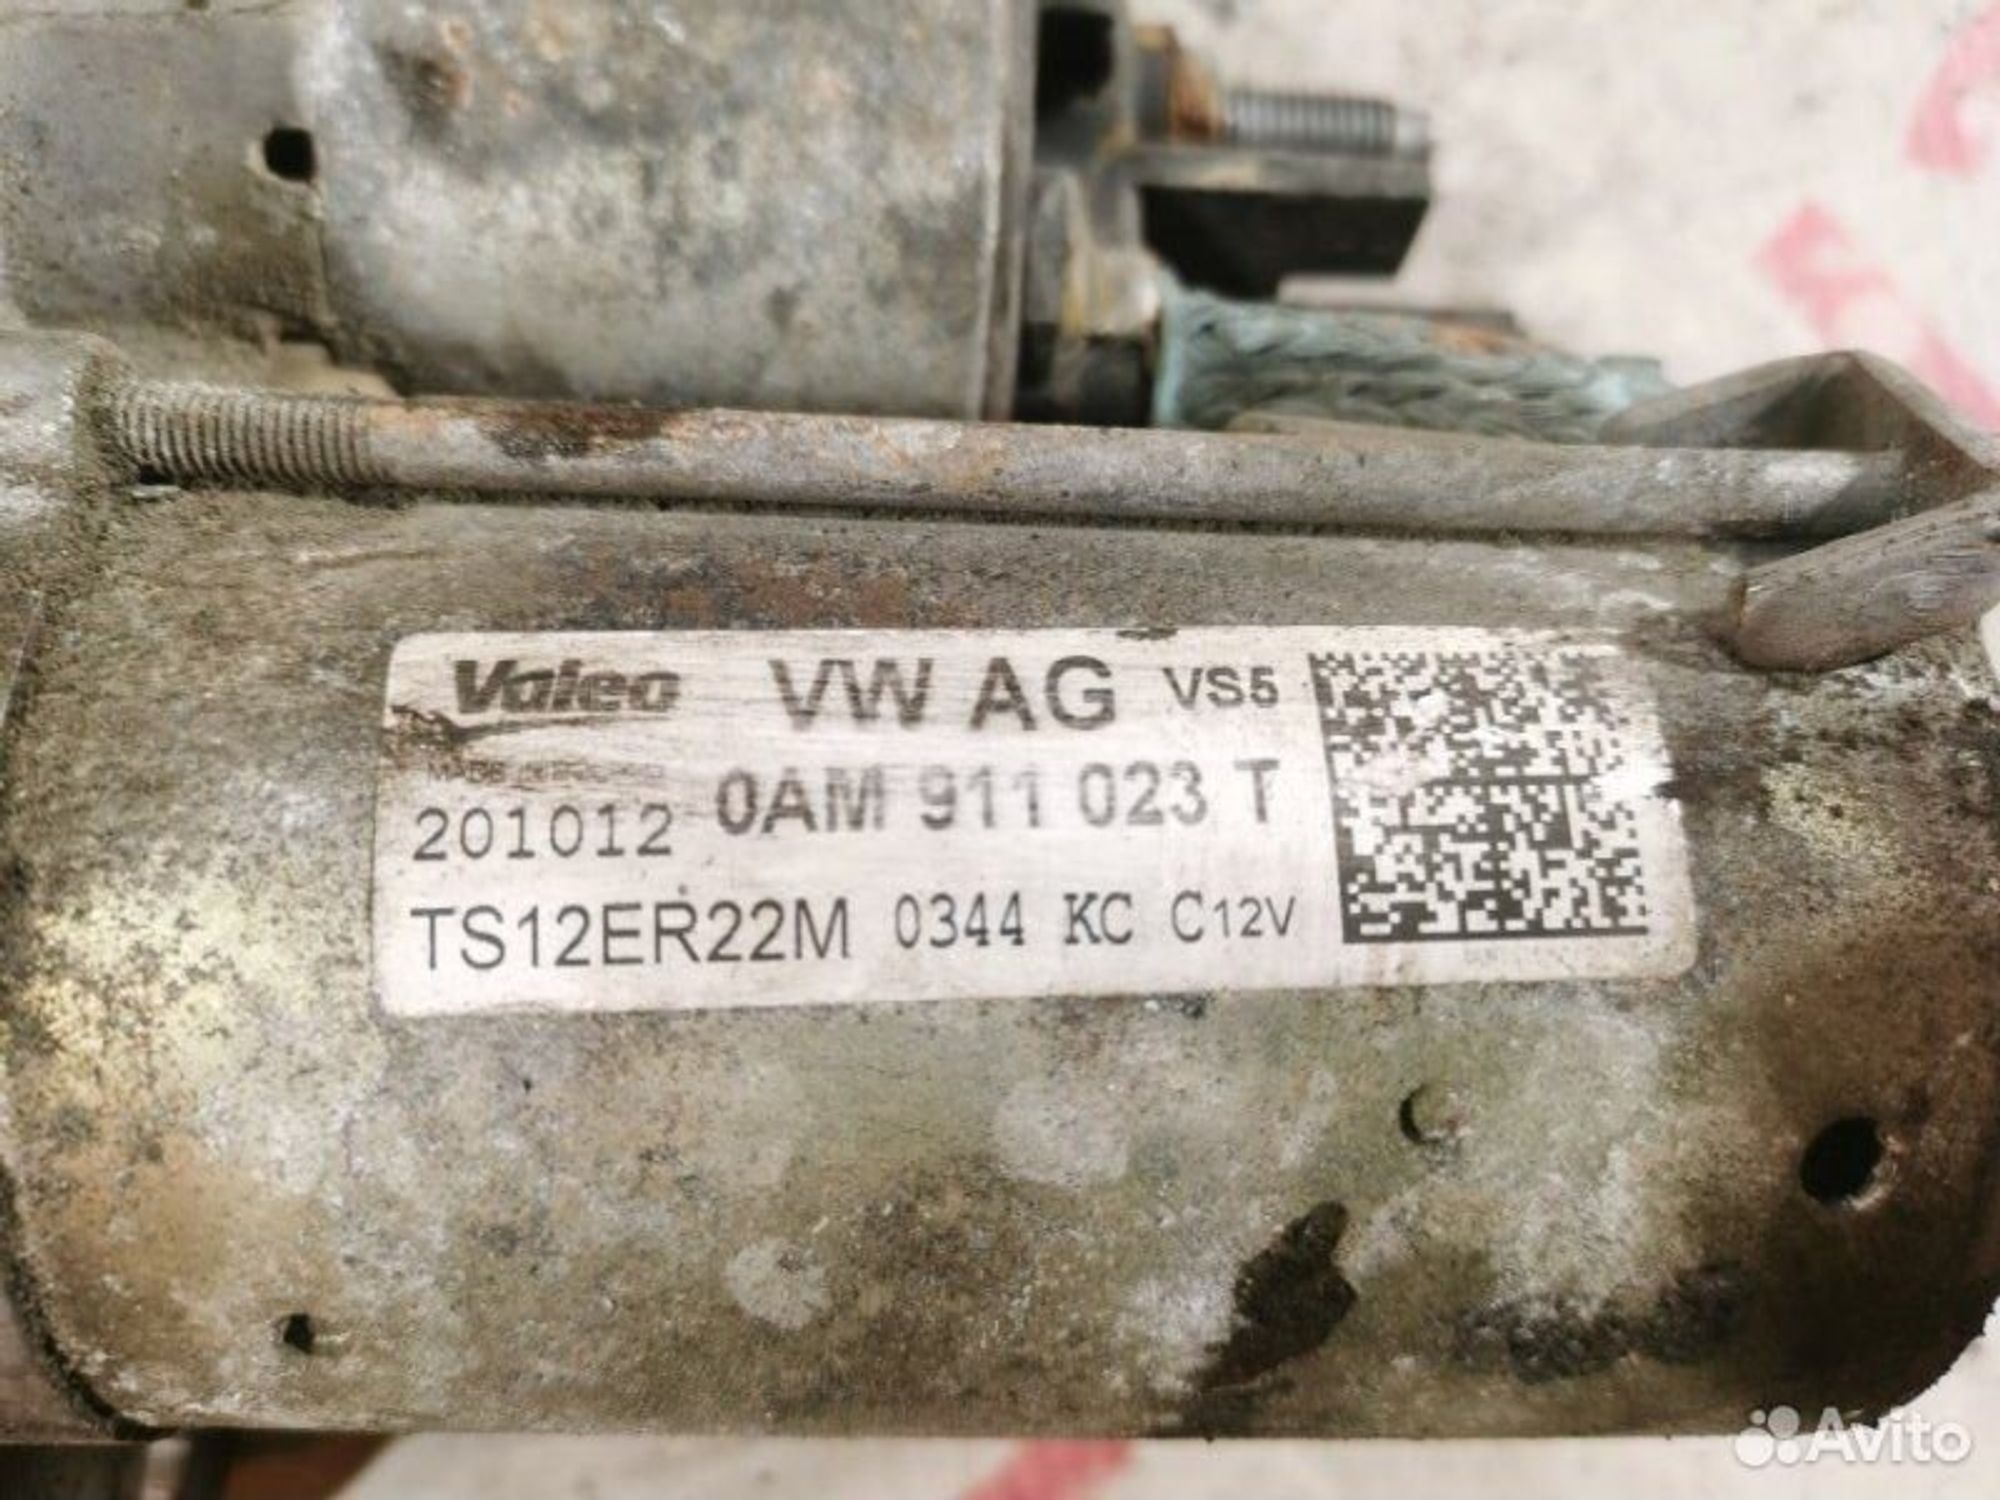 Valeo VW AG VS5
201012 0AM 911 023 T
TS12ER22M 0344 KC C12V
Avito